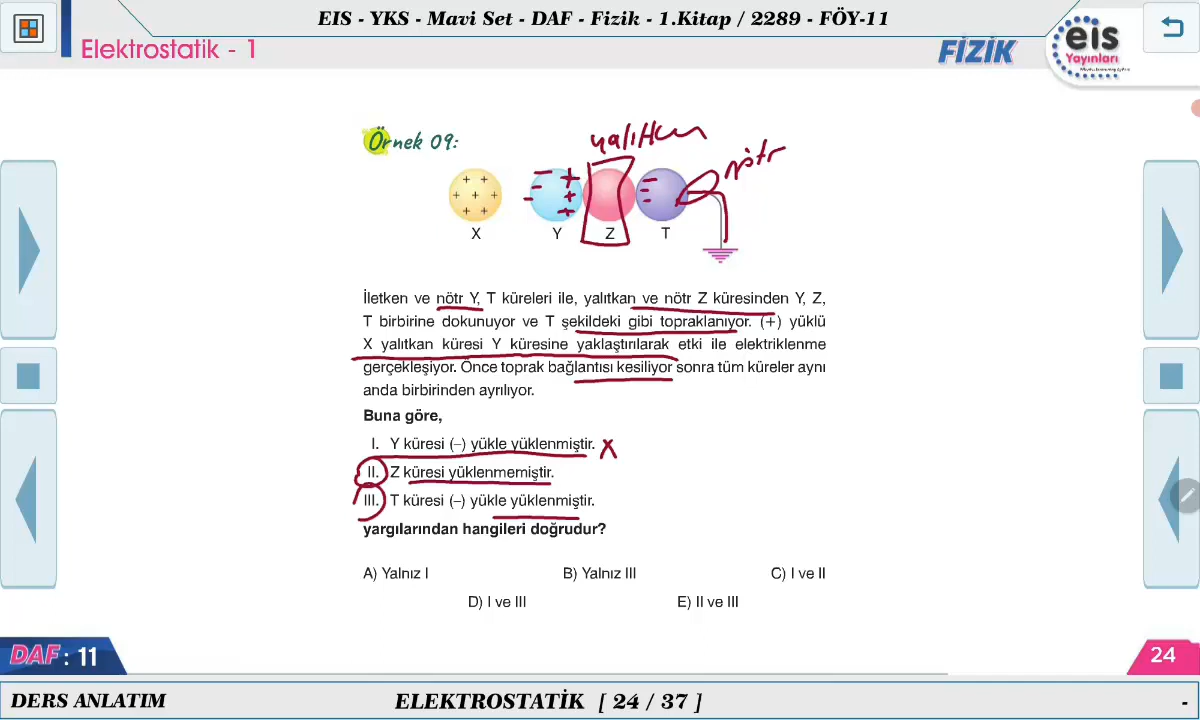 EIS - YKS - Mavi Set - DAF - Fizik - 1.Kitap / 2289 - FÖY-11
Elektrostatik - 1
FİZİK
eis
Yayınları
Örnek 09:
yalıtkan
nötr
+ +
+ + +
+ +
X
Y
Z
T
İletken ve nötr Y, T küreleri ile, yalıtkan ve nötr Z küresinden Y, Z,
T birbirine dokunuyor ve T şekildeki gibi topraklanıyor. (+) yüklü
X yalıtkan küresi Y küresine yaklaştırılarak etki ile elektriklenme
gerçekleşiyor. Önce toprak bağlantısı kesiliyor sonra tüm küreler aynı
anda birbirinden ayrılıyor.
Buna göre,
I. Y küresi (–) yükle yüklenmiştir. X
II. Z küresi yüklenmemiştir.
III. T küresi (–) yükle yüklenmiştir.
yargılarından hangileri doğrudur?
A) Yalnız I B) Yalnız III C) I ve II
D) I ve III E) II ve III
DAF : 11
24
DERS ANLATIM ELEKTROSTATİK [ 24 / 37 ] -